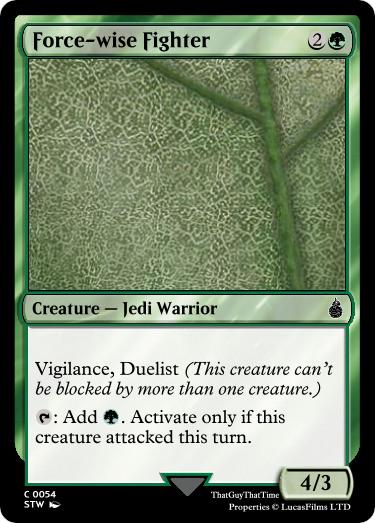 Force-wise Fighter 2
Creature — Jedi Warrior
Vigilance, Duelist (This creature can't
be blocked by more than one creature.)
: Add . Activate only if this
creature attacked this turn.
4/3
C 0054
STW
ThatGuyThatTime
Properties © LucasFilms LTD